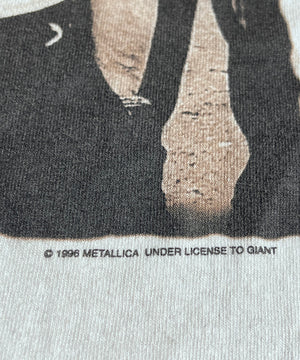 © 1996 METALLICA UNDER LICENSE TO GIANT